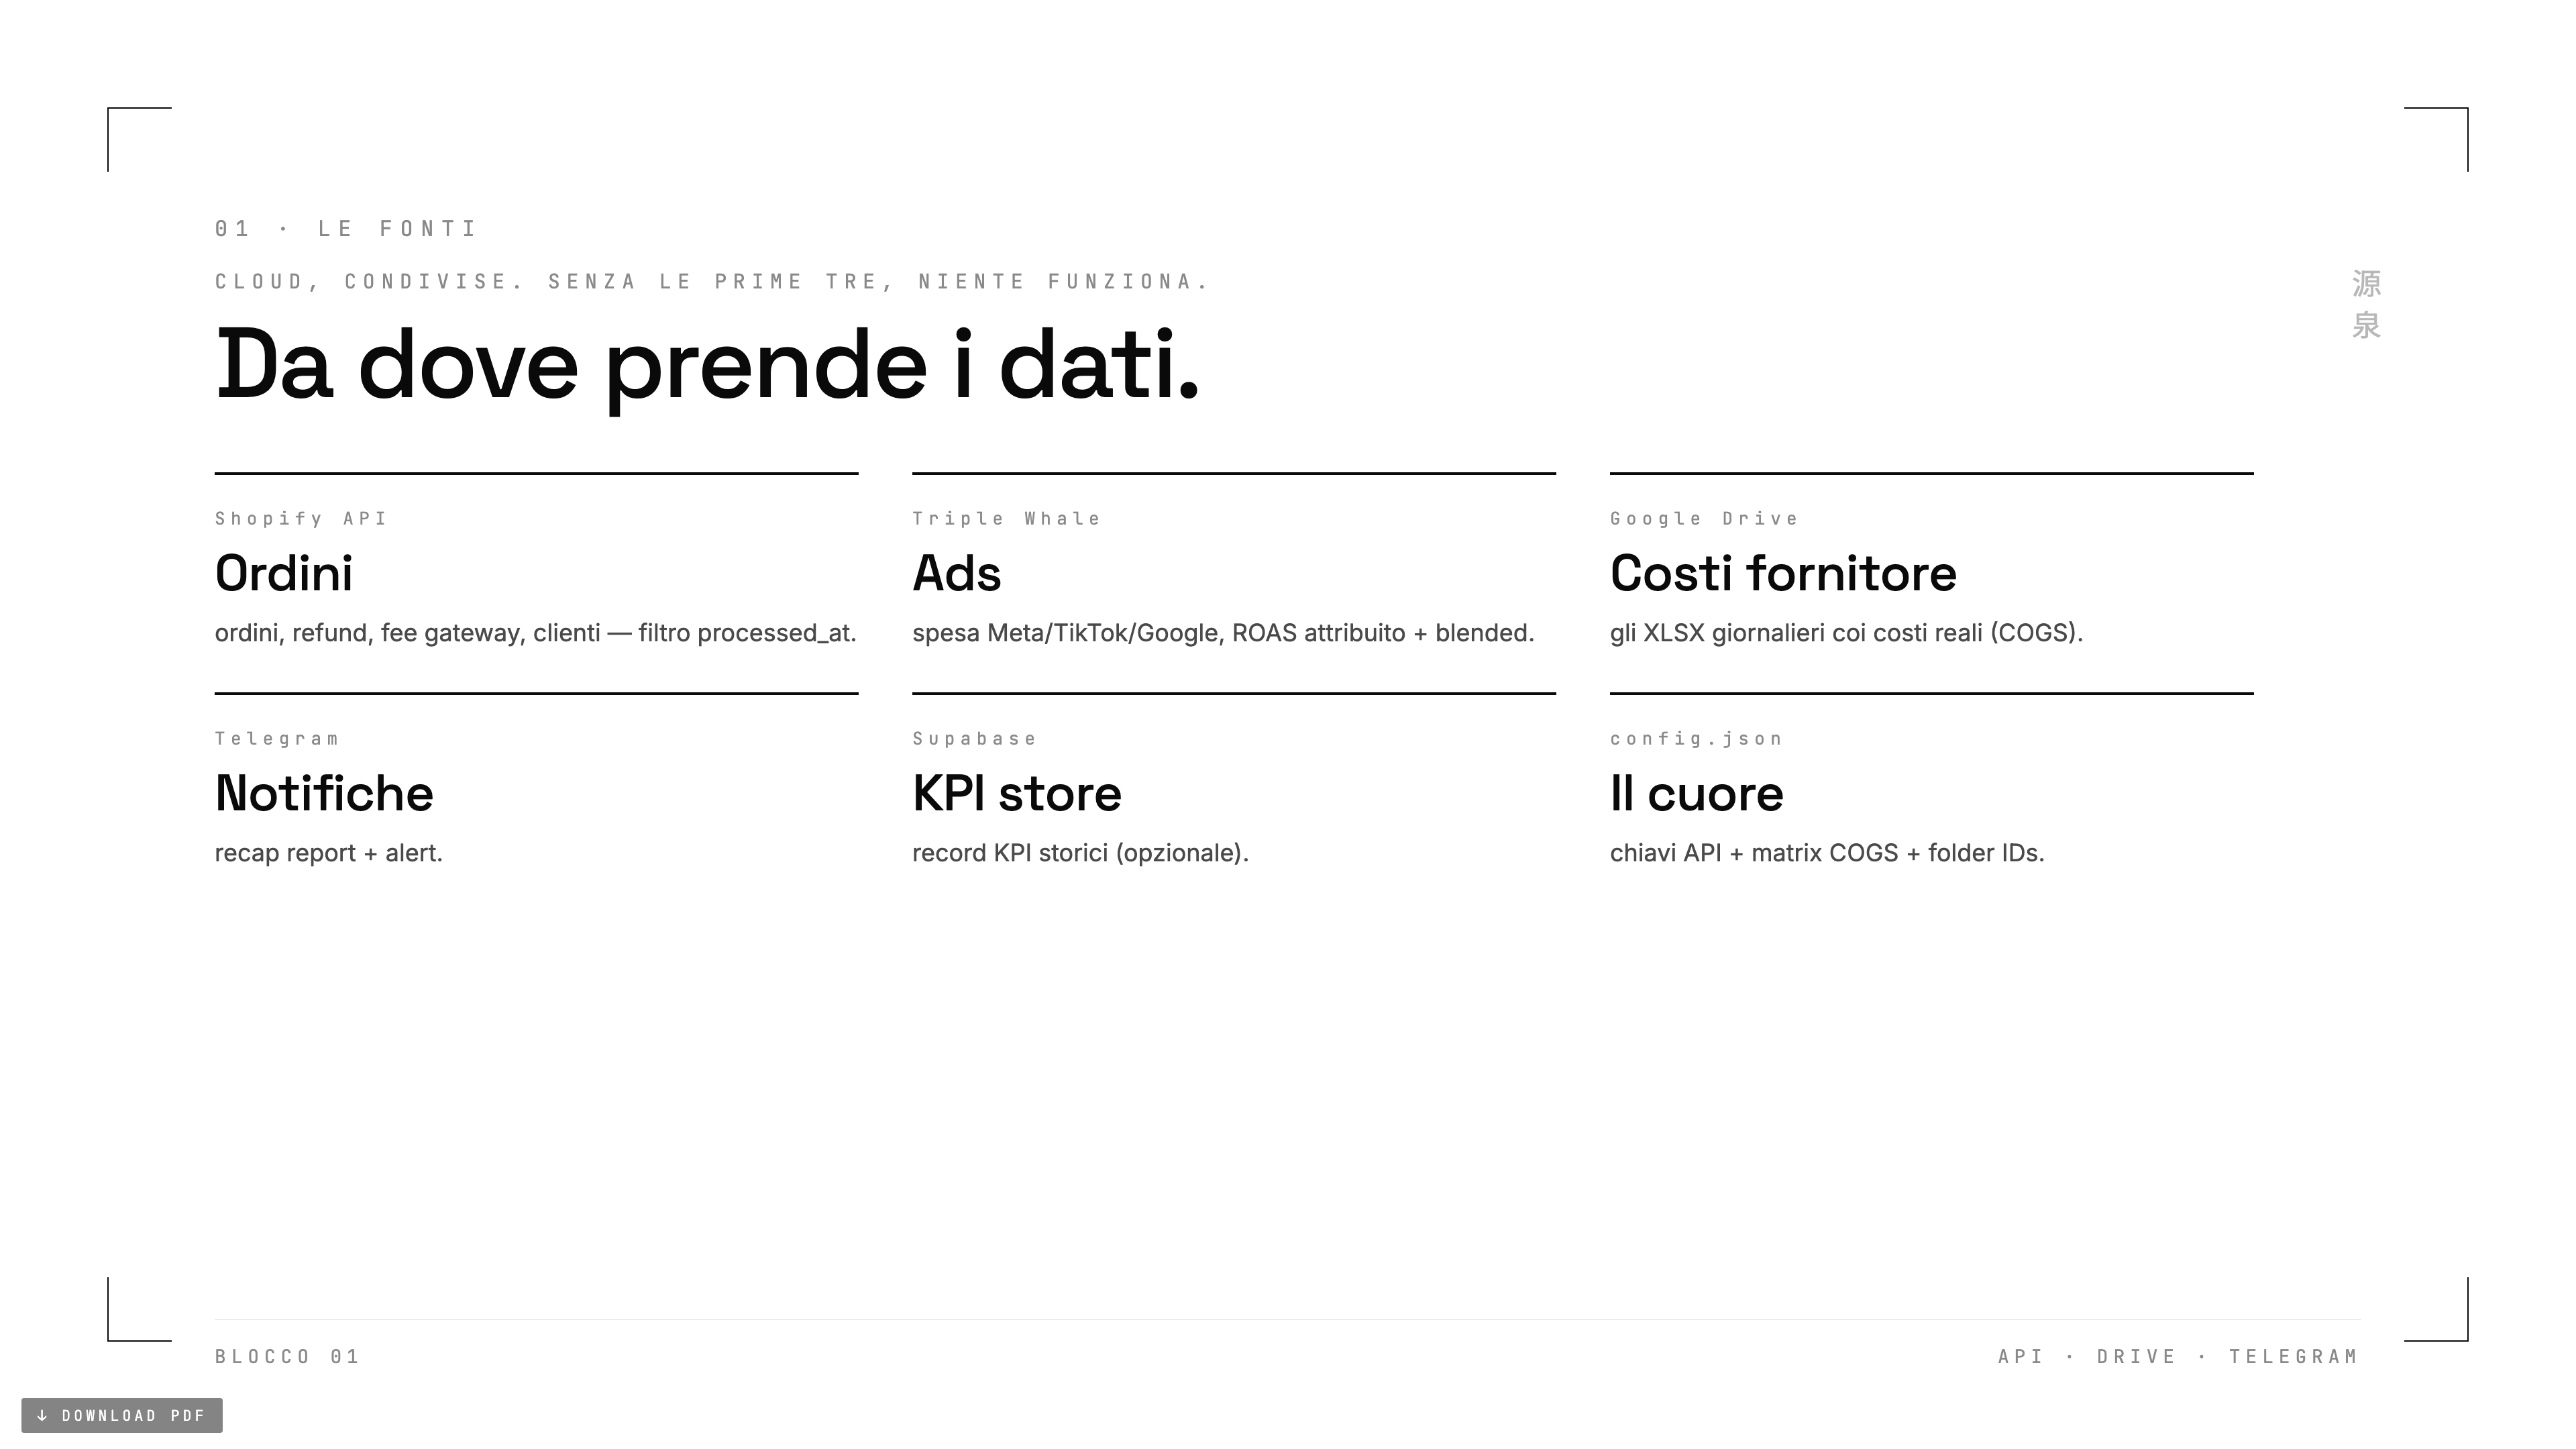 01 · LE FONTI
CLOUD, CONDIVISE. SENZA LE PRIME TRE, NIENTE FUNZIONA.
Da dove prende i dati.
源
泉
Shopify API
Ordini
ordini, refund, fee gateway, clienti — filtro processed_at.
Triple Whale
Ads
spesa Meta/TikTok/Google, ROAS attribuito + blended.
Google Drive
Costi fornitore
gli XLSX giornalieri coi costi reali (COGS).
Telegram
Notifiche
recap report + alert.
Supabase
KPI store
record KPI storici (opzionale).
config.json
Il cuore
chiavi API + matrix COGS + folder IDs.
BLOCCO 01
API · DRIVE · TELEGRAM
↓ DOWNLOAD PDF